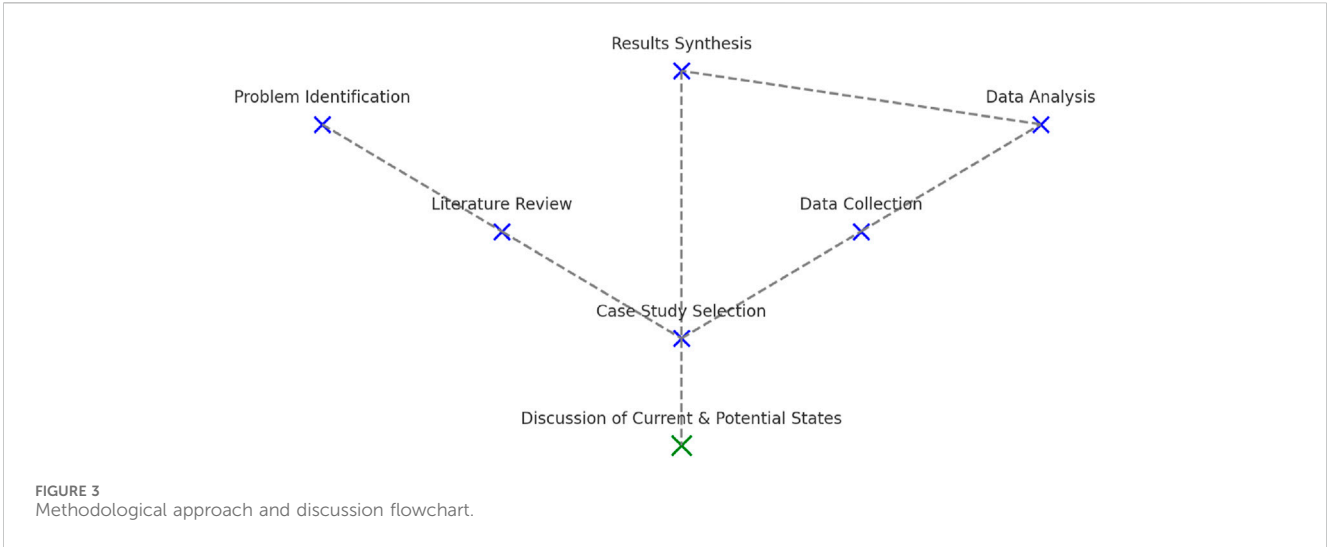 Results Synthesis
Problem Identification
Data Analysis
Literature Review
Data Collection
Case Study Selection
Discussion of Current & Potential States
FIGURE 3
Methodological approach and discussion flowchart.